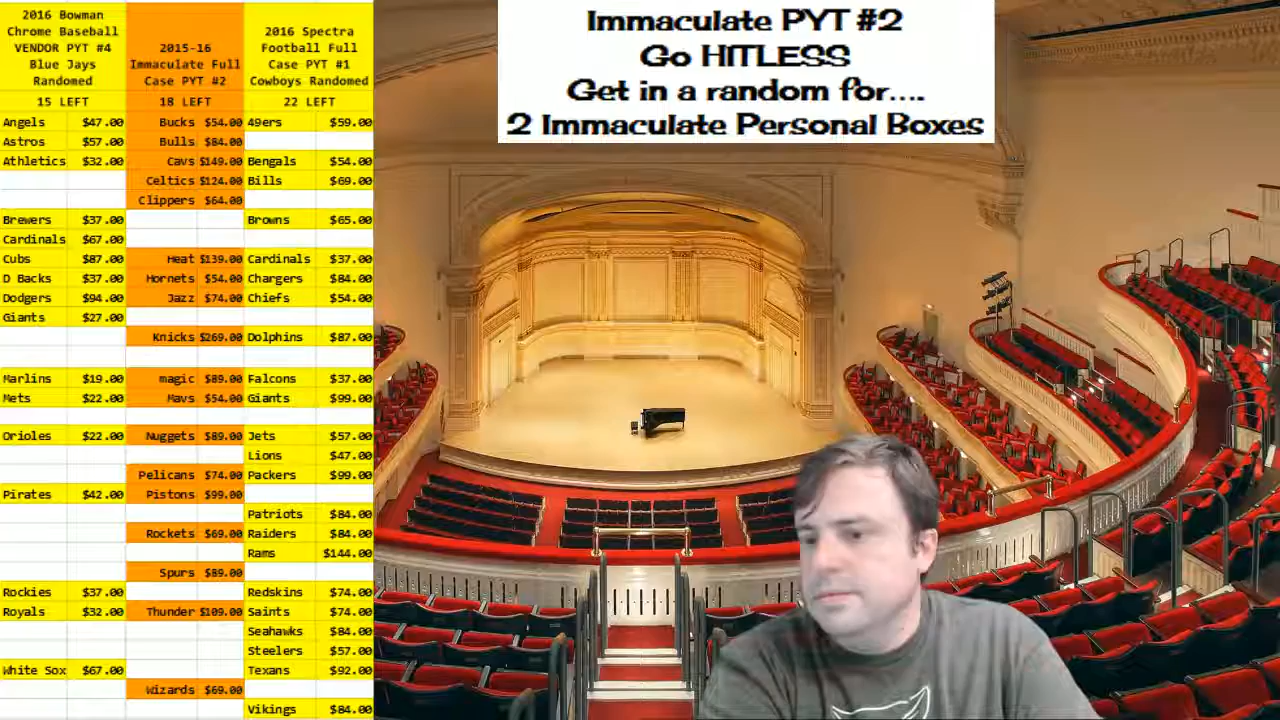 2016 Bowman
Chrome Baseball
VENDOR PYT #4
Blue Jays
Randomed
15 LEFT
Angels $47.00
Astros $57.00
Athletics $32.00
Brewers $37.00
Cardinals $67.00
Cubs $87.00
D Backs $37.00
Dodgers $94.00
Giants $27.00
Marlins $19.00
Mets $22.00
Orioles $22.00
Pirates $42.00
Rockies $37.00
Royals $32.00
White Sox $67.00
2015-16
Immaculate Full
Case PYT #2
18 LEFT
Bucks $54.00
Bulls $84.00
Cavs $149.00
Celtics $124.00
Clippers $64.00
Heat $139.00
Hornets $54.00
Jazz $74.00
Knicks $269.00
magic $89.00
Mavs $54.00
Nuggets $89.00
Pelicans $74.00
Pistons $99.00
Rockets $69.00
Spurs $89.00
Thunder $109.00
Wizards $69.00
2016 Spectra
Football Full
Case PYT #1
Cowboys Randomed
22 LEFT
49ers $59.00
Bengals $54.00
Bills $69.00
Browns $65.00
Cardinals $37.00
Chargers $84.00
Chiefs $54.00
Dolphins $87.00
Falcons $37.00
Giants $99.00
Jets $57.00
Lions $47.00
Packers $99.00
Patriots $84.00
Raiders $84.00
Rams $144.00
Redskins $74.00
Saints $74.00
Seahawks $84.00
Steelers $57.00
Texans $92.00
Vikings $84.00
Immaculate PYT #2
Go HITLESS
Get in a random for....
2 Immaculate Personal Boxes